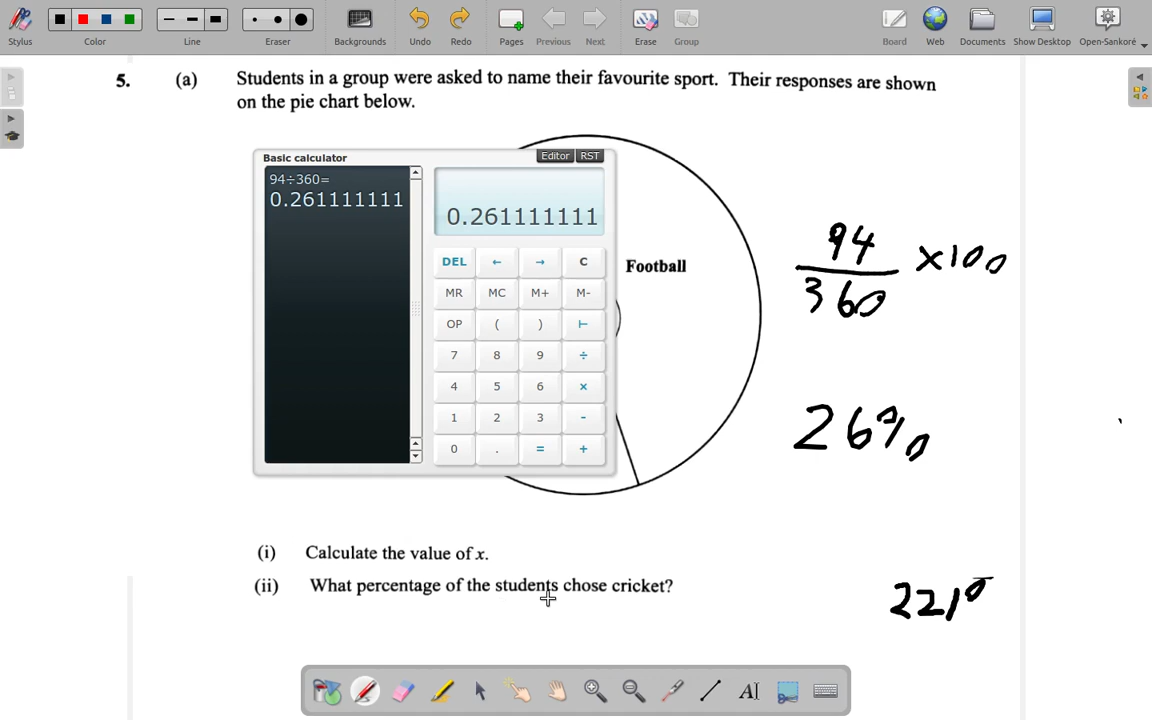 Stylus
Color
Line
Eraser
Backgrounds
Undo
Redo
Pages
Previous
Next
Erase
Group
Board
Web
Documents
Show Desktop
Open-Sankoré
5. (a) Students in a group were asked to name their favourite sport. Their responses are shown
on the pie chart below.
Basic calculator
Editor
RST
94÷360=
0.261111111
0.261111111
DEL ← → C
MR MC M+ M-
OP ( ) ⊢
7 8 9 ÷
4 5 6 ×
1 2 3 -
0 . = +
Football
94
360
×100
26%
(i) Calculate the value of x.
(ii) What percentage of the students chose cricket?
AI